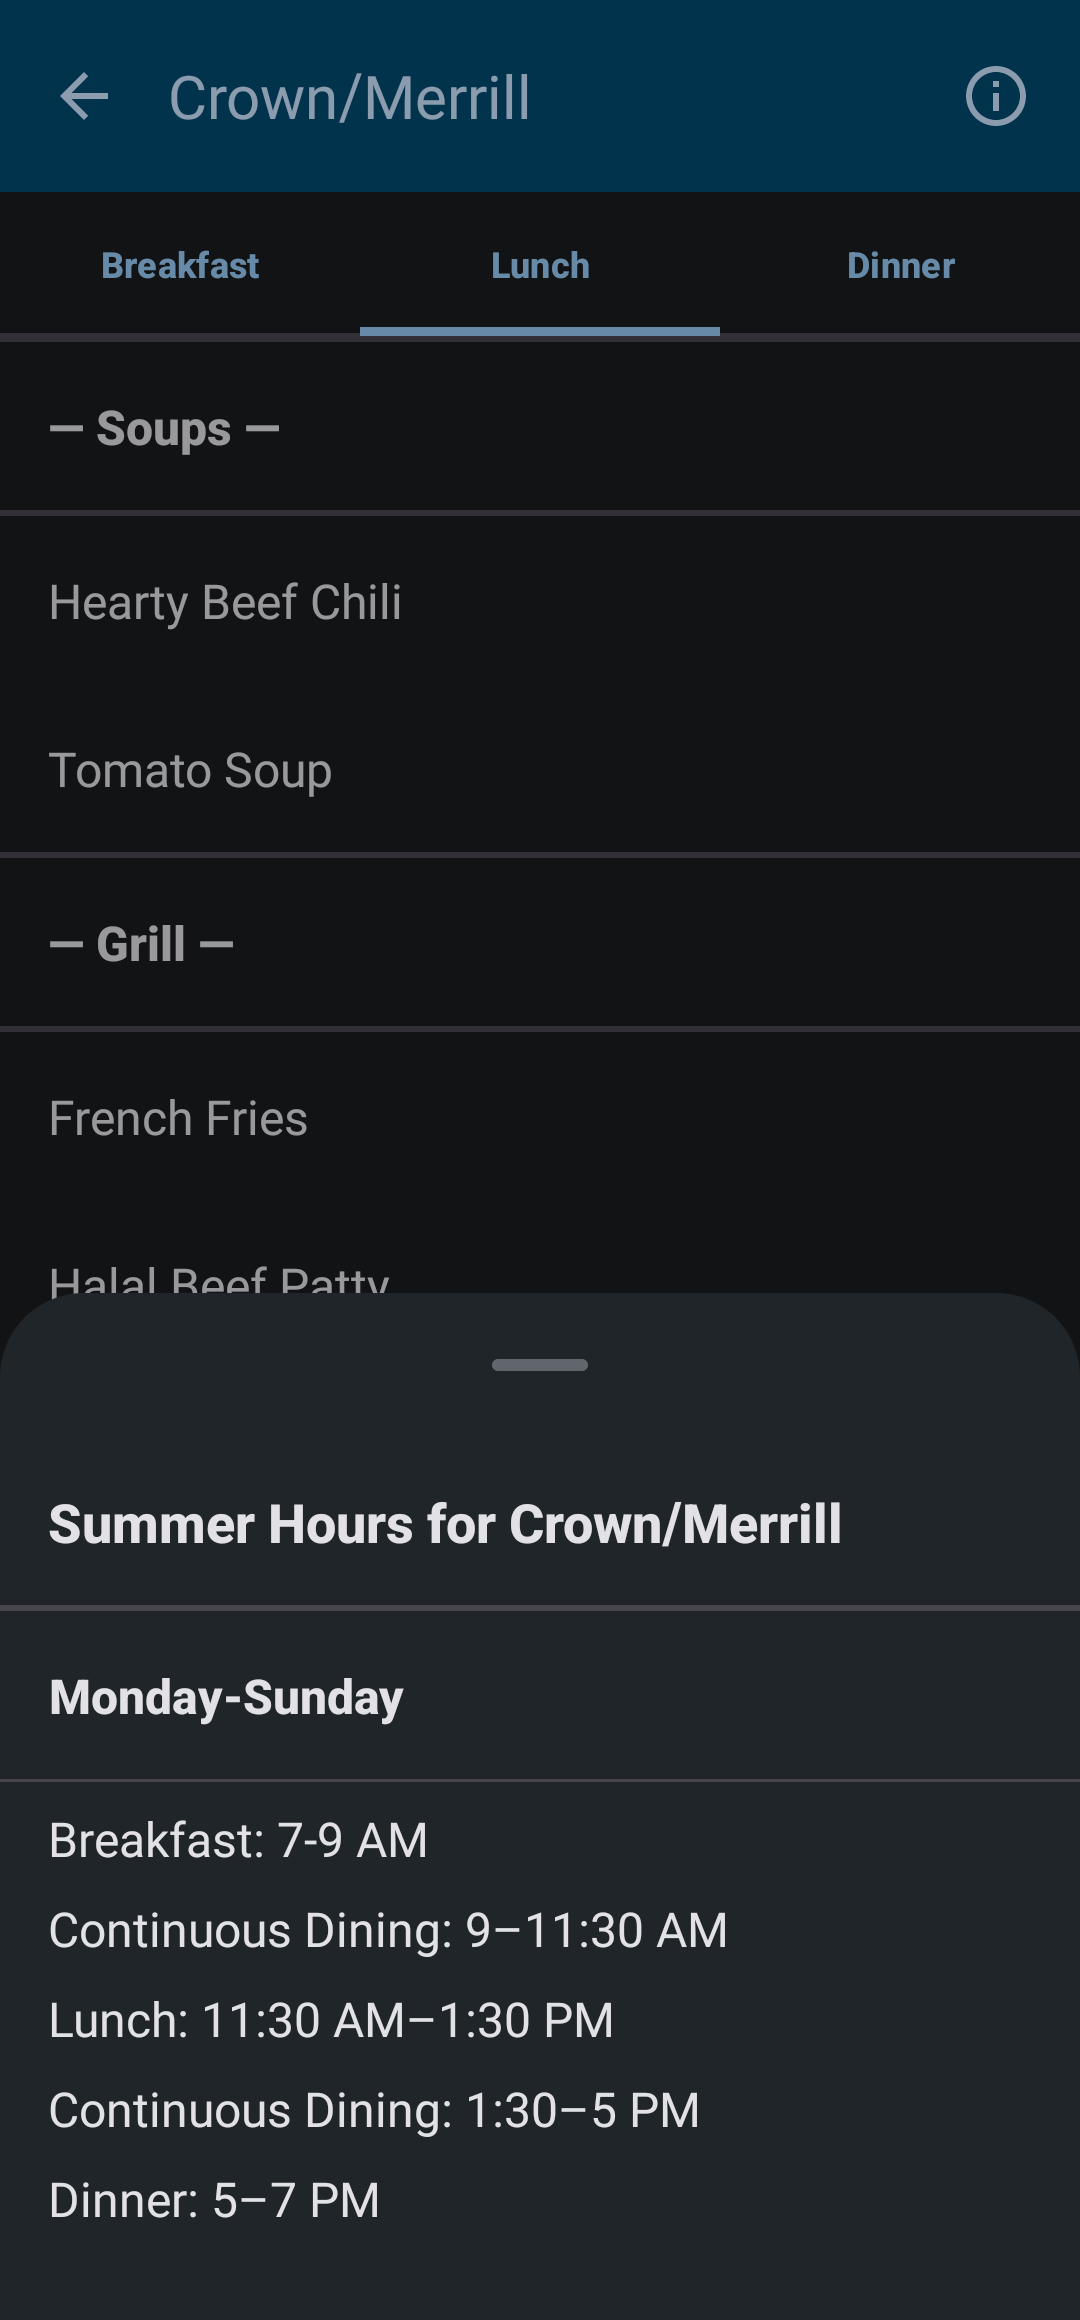 Crown/Merrill
Breakfast Lunch Dinner
— Soups —
Hearty Beef Chili
Tomato Soup
— Grill —
French Fries
Halal Beef Patty
Summer Hours for Crown/Merrill
Monday-Sunday
Breakfast: 7-9 AM
Continuous Dining: 9–11:30 AM
Lunch: 11:30 AM–1:30 PM
Continuous Dining: 1:30–5 PM
Dinner: 5–7 PM